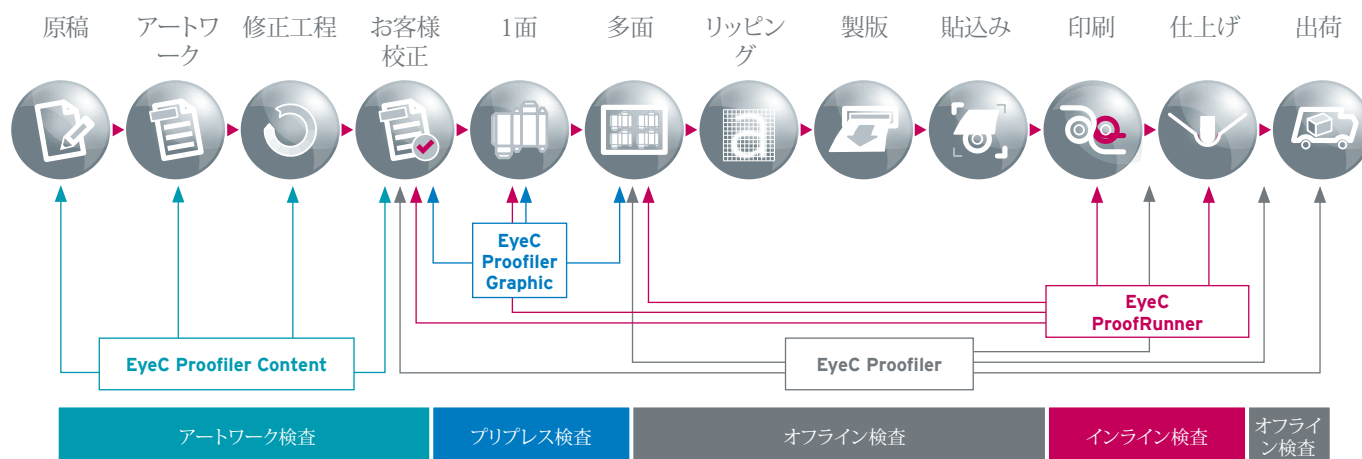 原稿
アートワ
ーク
修正工程
お客様
校正
1面
多面
リッピン
グ
製版
貼込み
印刷
仕上げ
出荷
a
EyeC
Proofiler
Graphic
EyeC
ProofRunner
EyeC Proofiler Content
EyeC Proofiler
アートワーク検査
プリプレス検査
オフライン検査
インライン検査
オフライ
ン検査